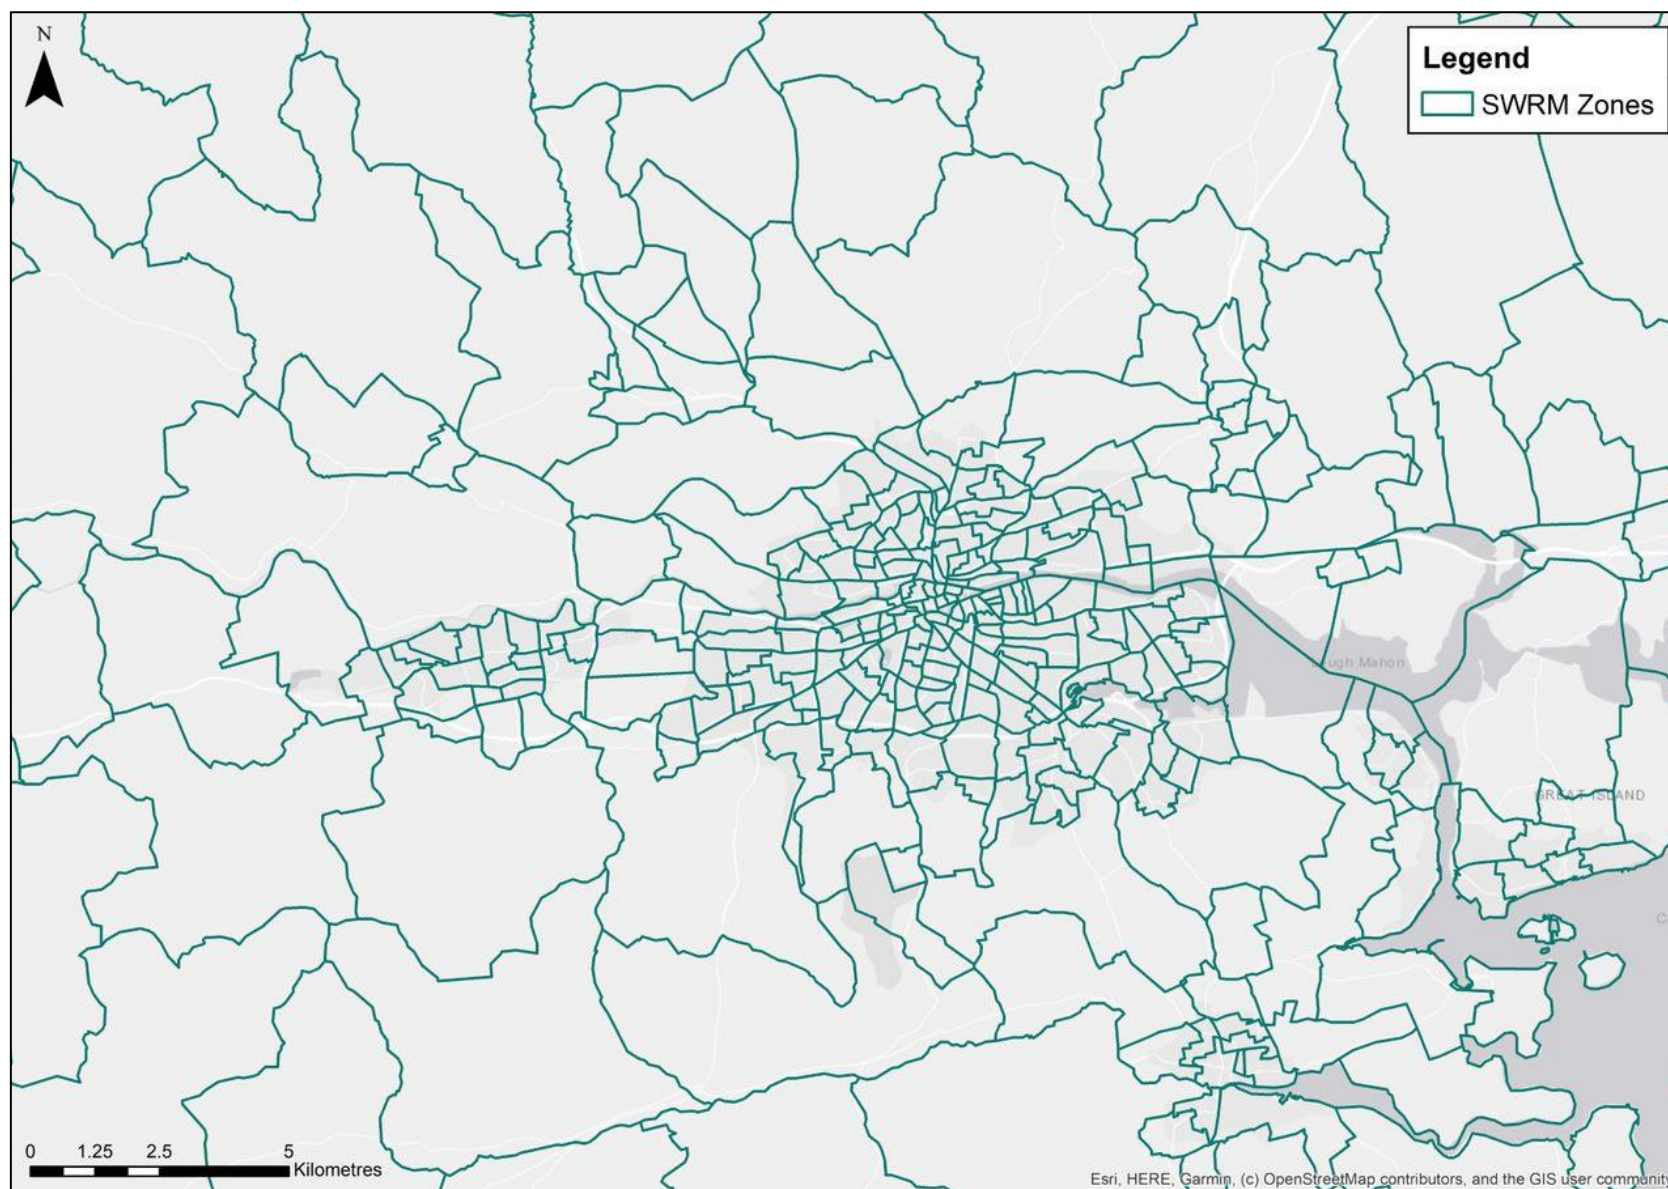 N
Legend
SWRM Zones
Lough Mahon
GREAT ISLAND
C
0 1.25 2.5 5
Kilometres
Esri, HERE, Garmin, (c) OpenStreetMap contributors, and the GIS user community